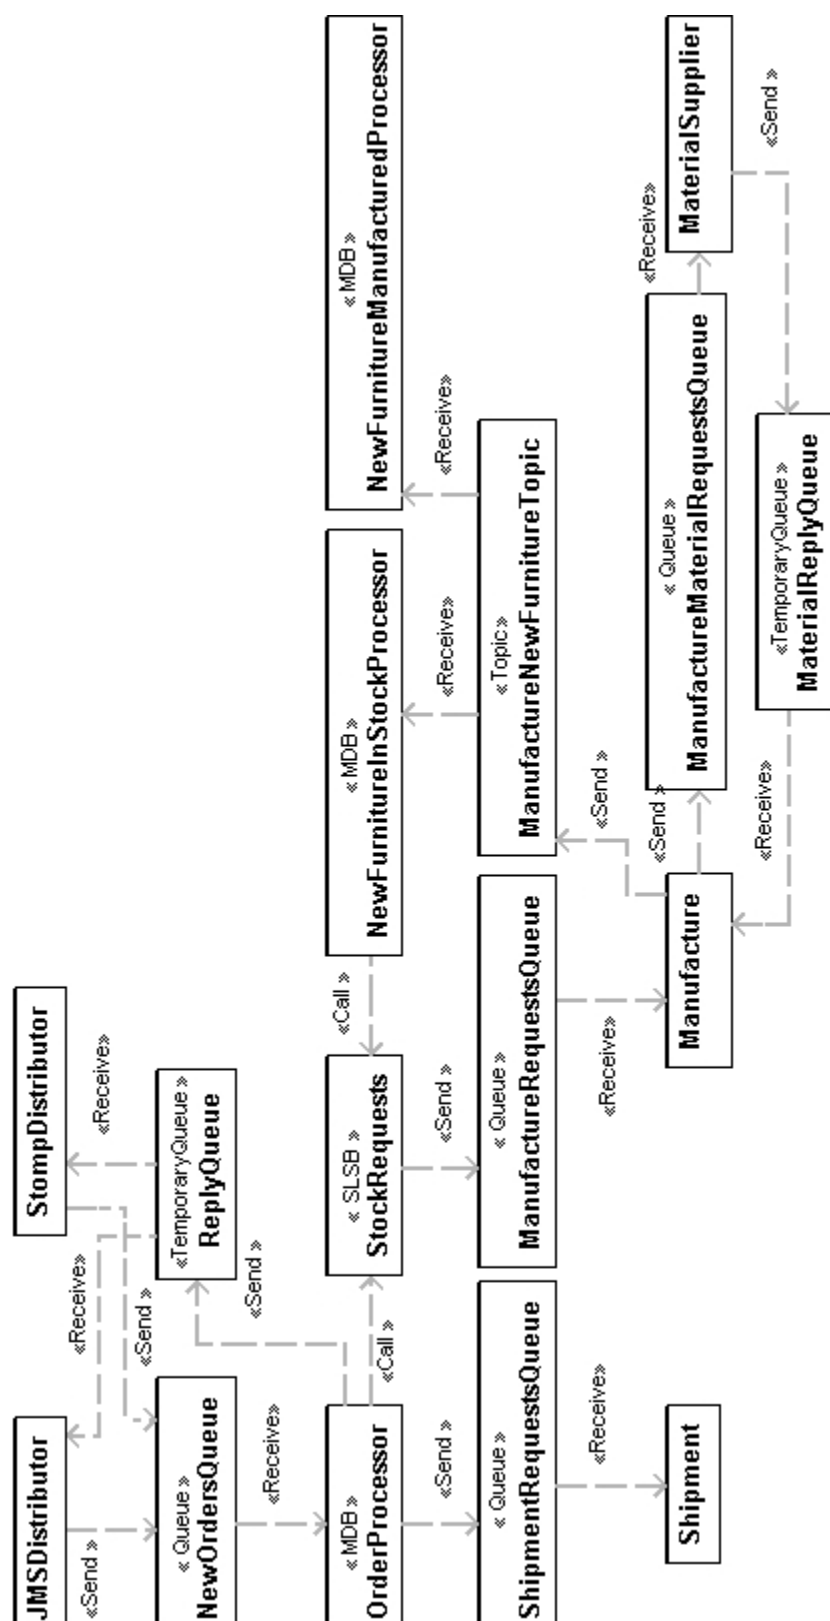 JMSDistributor
StompDistributor
«Send »
«Receive»
«Send »
«Receive»
« Queue »
NewOrdersQueue
«TemporaryQueue »
ReplyQueue
«Receive»
«Send »
« MDB »
OrderProcessor
«Call »
« SLSB »
StockRequests
«Call »
« MDB »
NewFurnitureInStockProcessor
« MDB »
NewFurnitureManufacturedProcessor
«Send »
«Send »
«Receive»
«Receive»
« Queue »
ShipmentRequestsQueue
« Queue »
ManufactureRequestsQueue
«Topic»
ManufactureNewFurnitureTopic
«Receive»
«Receive»
«Send »
Shipment
Manufacture
«Send »
« Queue »
ManufactureMaterialRequestsQueue
«Receive»
MaterialSupplier
«Receive»
«TemporaryQueue »
MaterialReplyQueue
«Send »